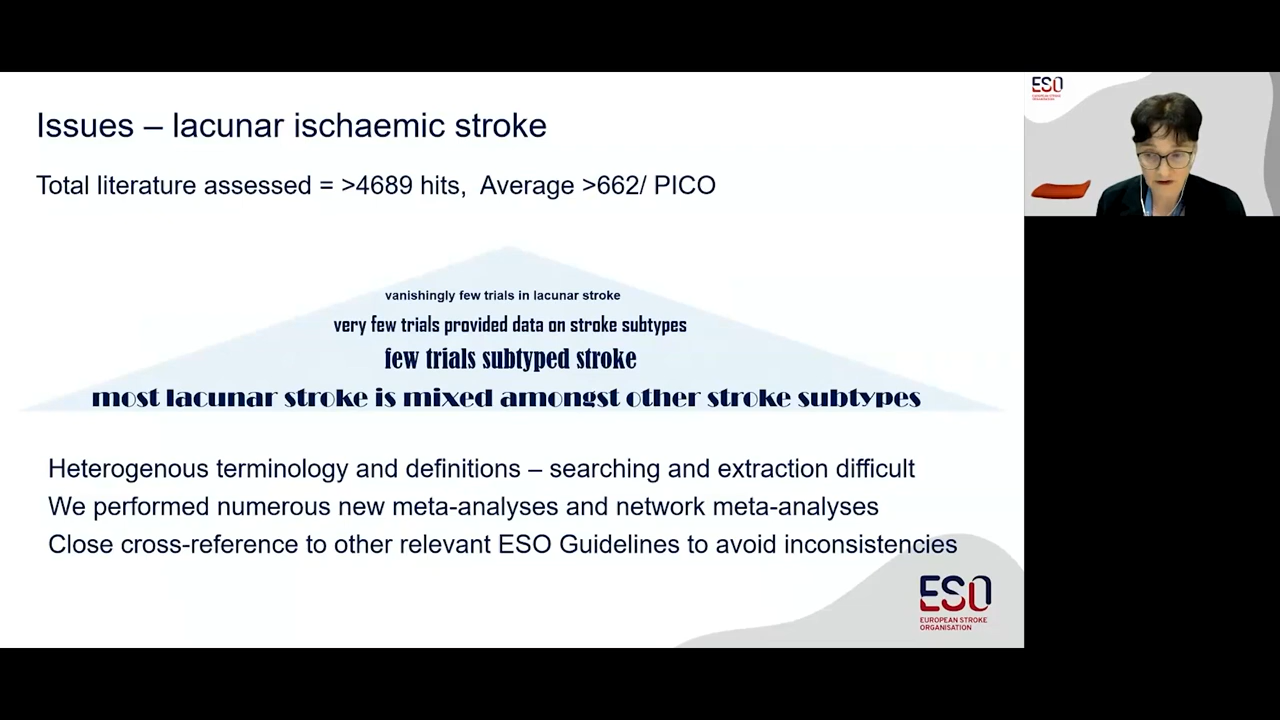 Issues – lacunar ischaemic stroke
Total literature assessed = >4689 hits, Average >662/ PICO
vanishingly few trials in lacunar stroke
very few trials provided data on stroke subtypes
few trials subtyped stroke
most lacunar stroke is mixed amongst other stroke subtypes
Heterogenous terminology and definitions – searching and extraction difficult
We performed numerous new meta-analyses and network meta-analyses
Close cross-reference to other relevant ESO Guidelines to avoid inconsistencies
ESO
EUROPEAN STROKE
ORGANISATION
ESO
EUROPEAN STROKE
ORGANISATION